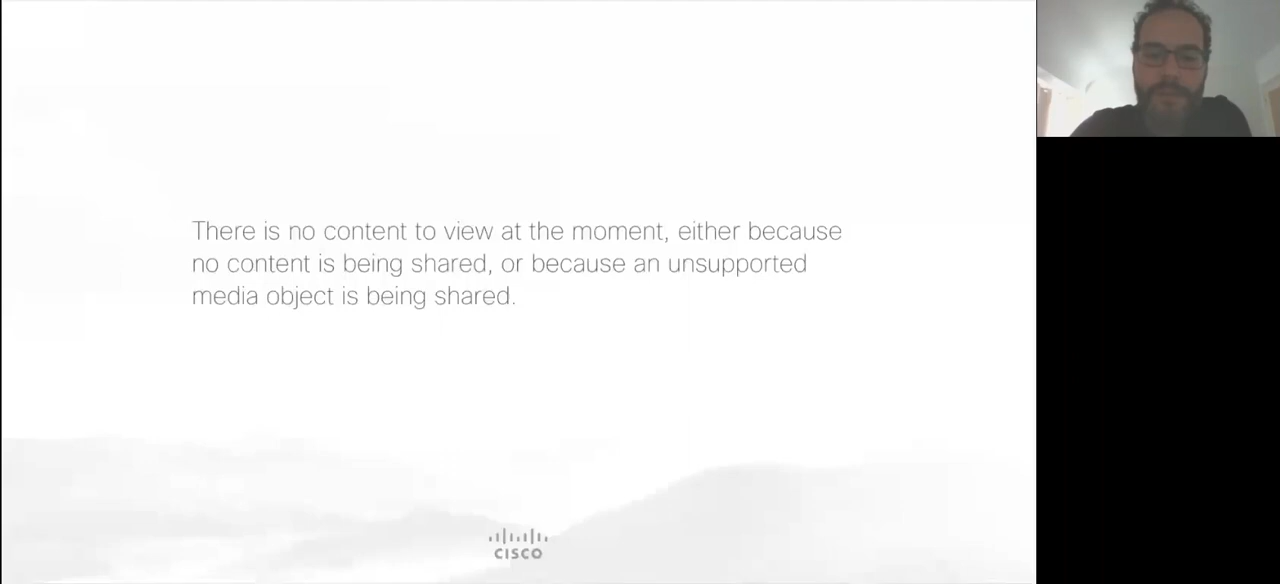 There is no content to view at the moment, either because
no content is being shared, or because an unsupported
media object is being shared.
CISCO